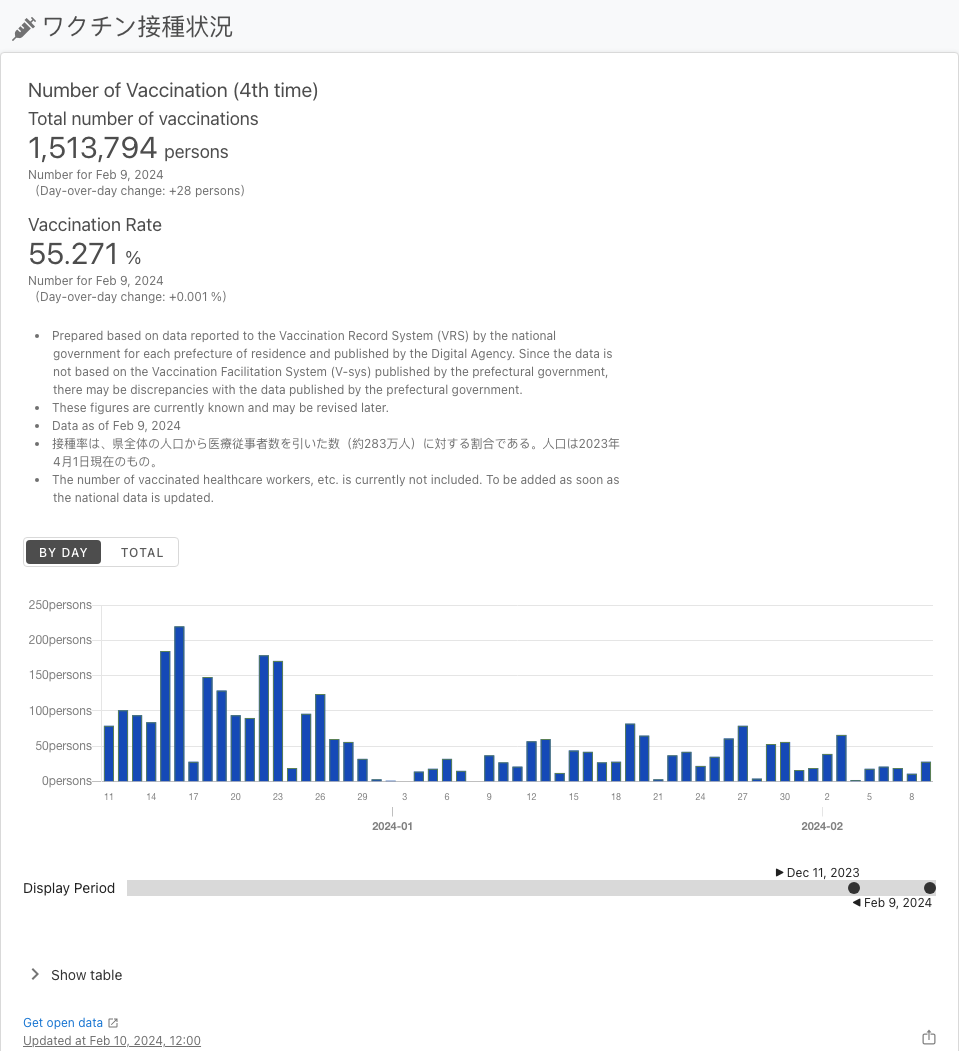 ワクチン接種状況
Number of Vaccination (4th time)
Total number of vaccinations
1,513,794 persons
Number for Feb 9, 2024
（Day-over-day change: +28 persons）
Vaccination Rate
55.271 %
Number for Feb 9, 2024
（Day-over-day change: +0.001 %）
• Prepared based on data reported to the Vaccination Record System (VRS) by the national
government for each prefecture of residence and published by the Digital Agency. Since the data is
not based on the Vaccination Facilitation System (V-sys) published by the prefectural government,
there may be discrepancies with the data published by the prefectural government.
• These figures are currently known and may be revised later.
• Data as of Feb 9, 2024
• 接種率は、県全体の人口から医療従事者数を引いた数（約283万人）に対する割合である。人口は2023年
4月1日現在のもの。
• The number of vaccinated healthcare workers, etc. is currently not included. To be added as soon as
the national data is updated.
BY DAY TOTAL
250persons
200persons
150persons
100persons
50persons
0persons
11 14 17 20 23 26 29 3 6 9 12 15 18 21 24 27 30 2 5 8
2024-01 2024-02
Dec 11, 2023
Display Period
Feb 9, 2024
Show table
Get open data
Updated at Feb 10, 2024, 12:00